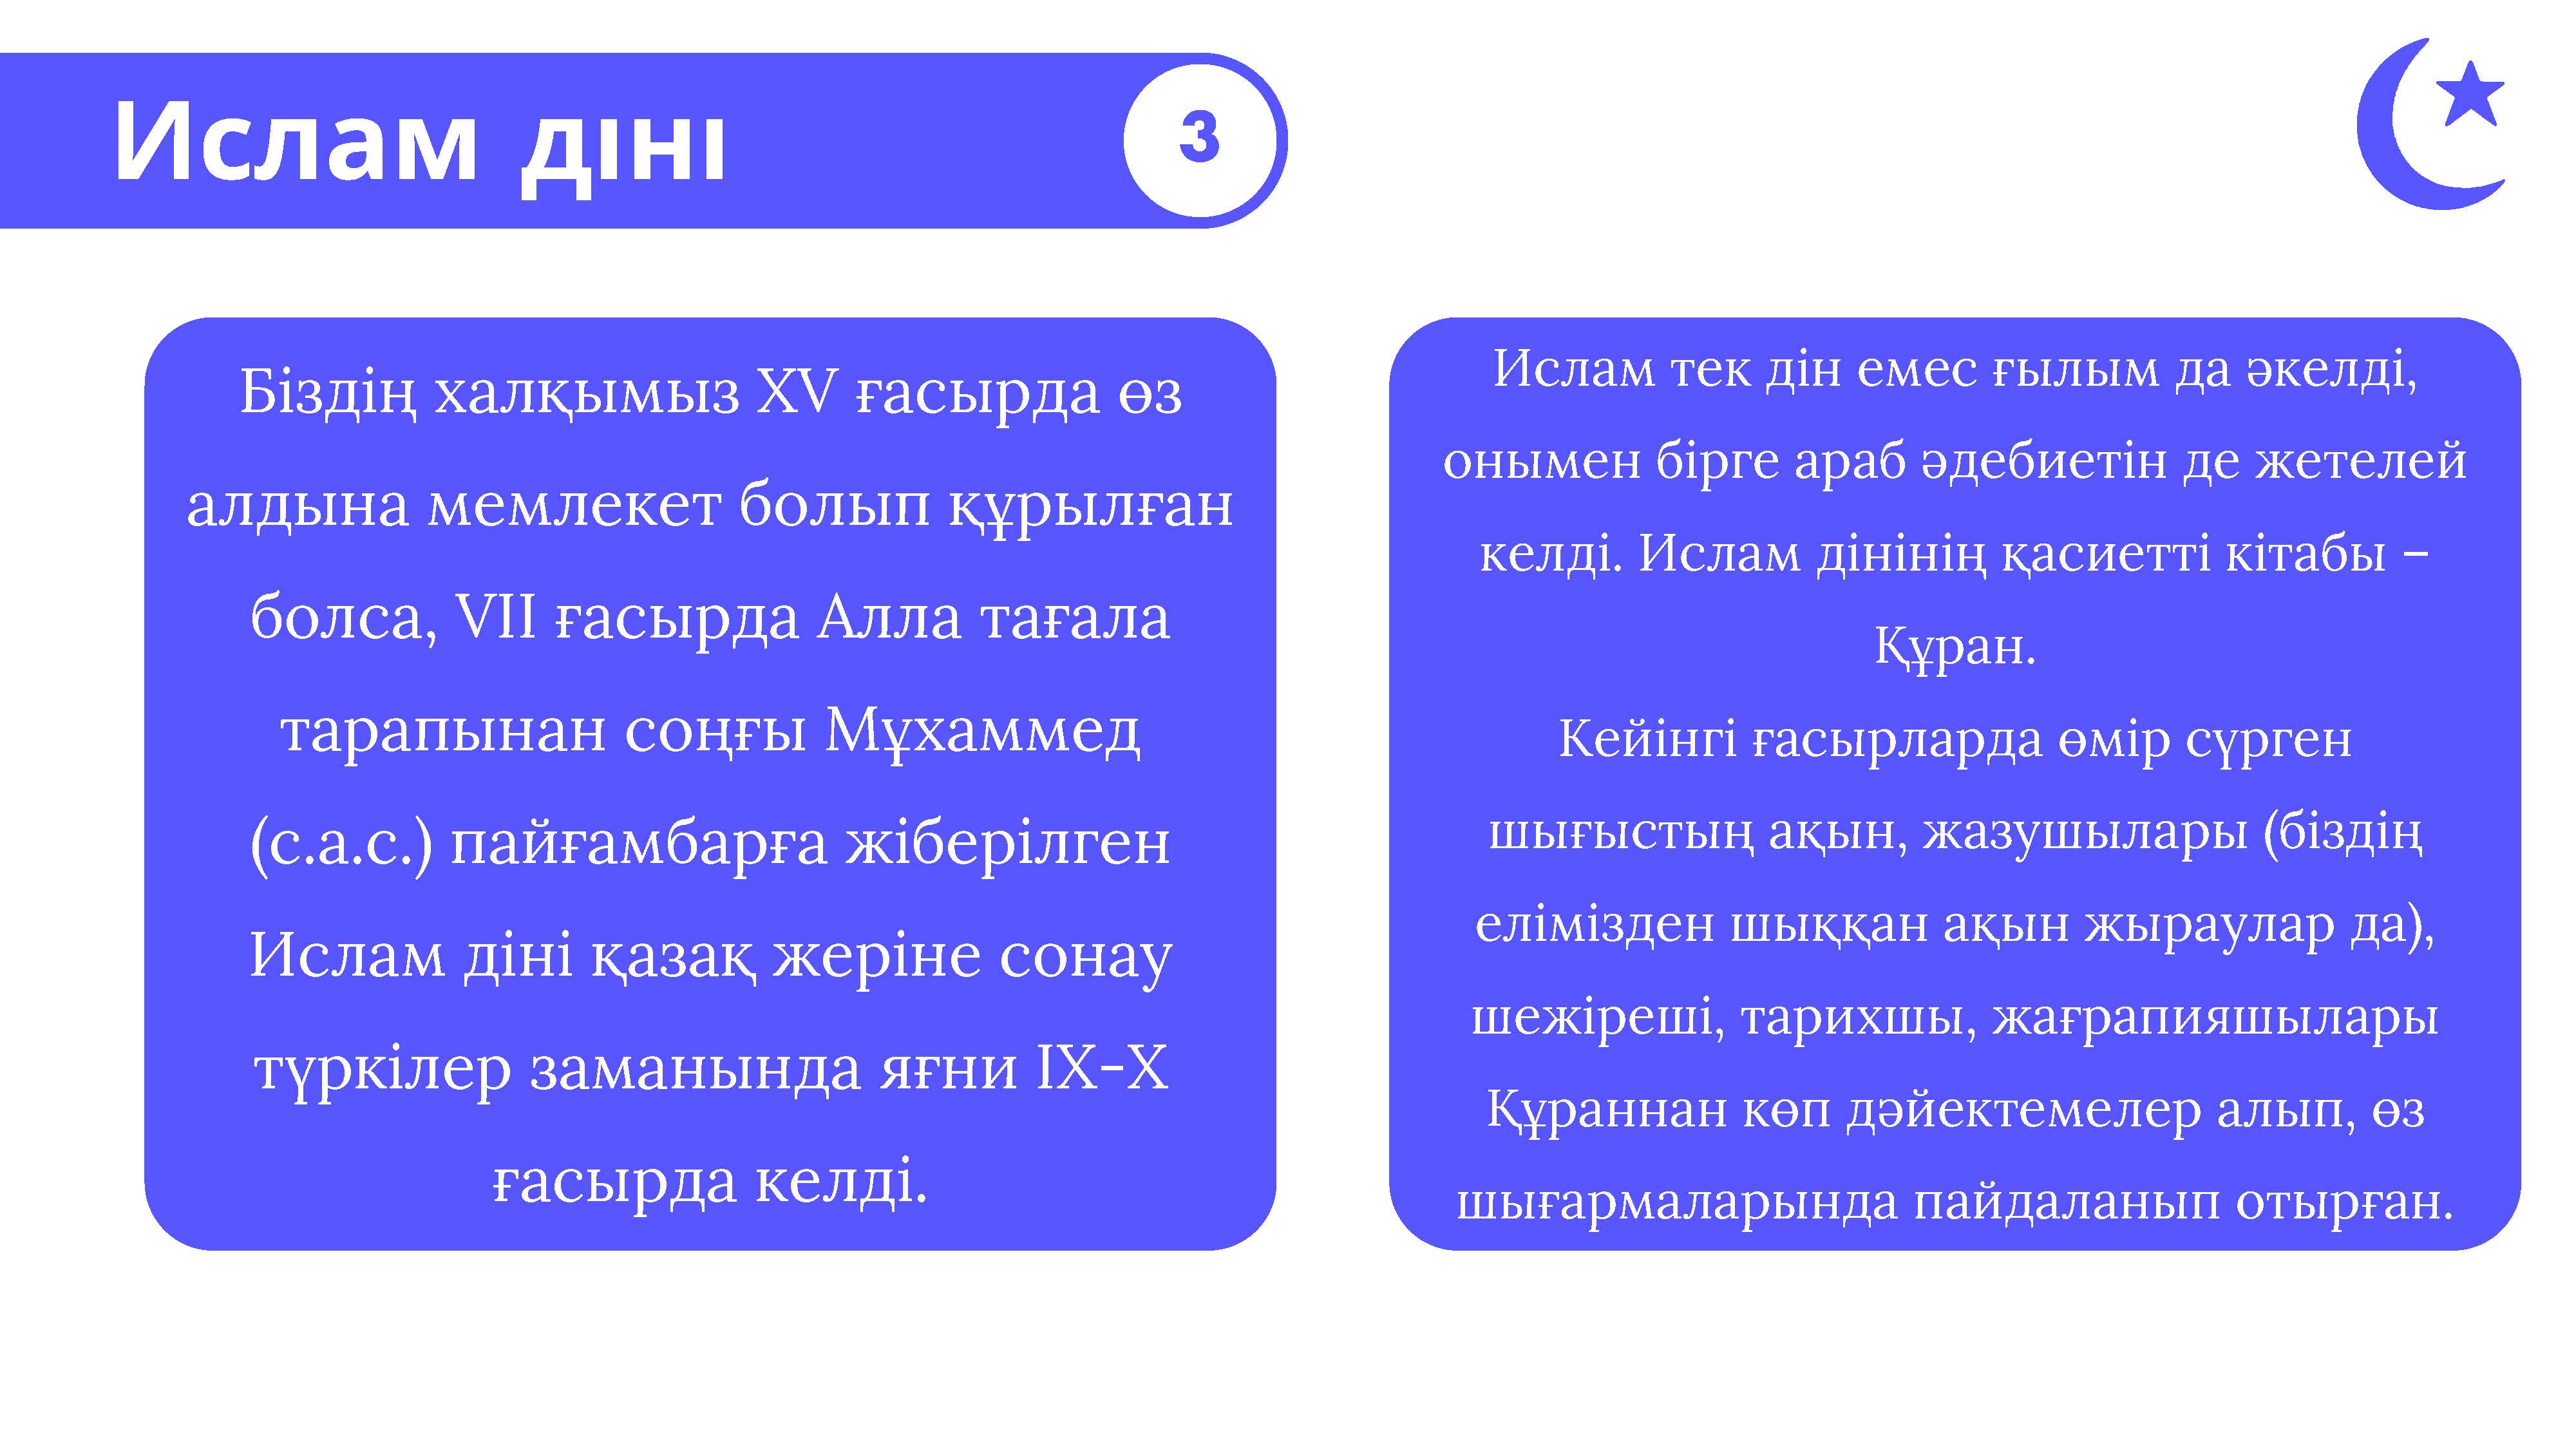 Ислам діні
3
Біздің халқымыз XV ғасырда өз
алдына мемлекет болып құрылған
болса, VII ғасырда Алла тағала
тарапынан соңғы Мұхаммед
(с.а.с.) пайғамбарға жіберілген
Ислам діні қазақ жеріне сонау
түркілер заманында яғни IX-X
ғасырда келді.
Ислам тек дін емес ғылым да әкелді,
онымен бірге араб әдебиетін де жетелей
келді. Ислам дінінің қасиетті кітабы –
Құран.
Кейінгі ғасырларда өмір сүрген
шығыстың ақын, жазушылары (біздің
елімізден шыққан ақын жыраулар да),
шежіреші, тарихшы, жағрапияшылары
Құраннан көп дәйектемелер алып, өз
шығармаларында пайдаланып отырған.